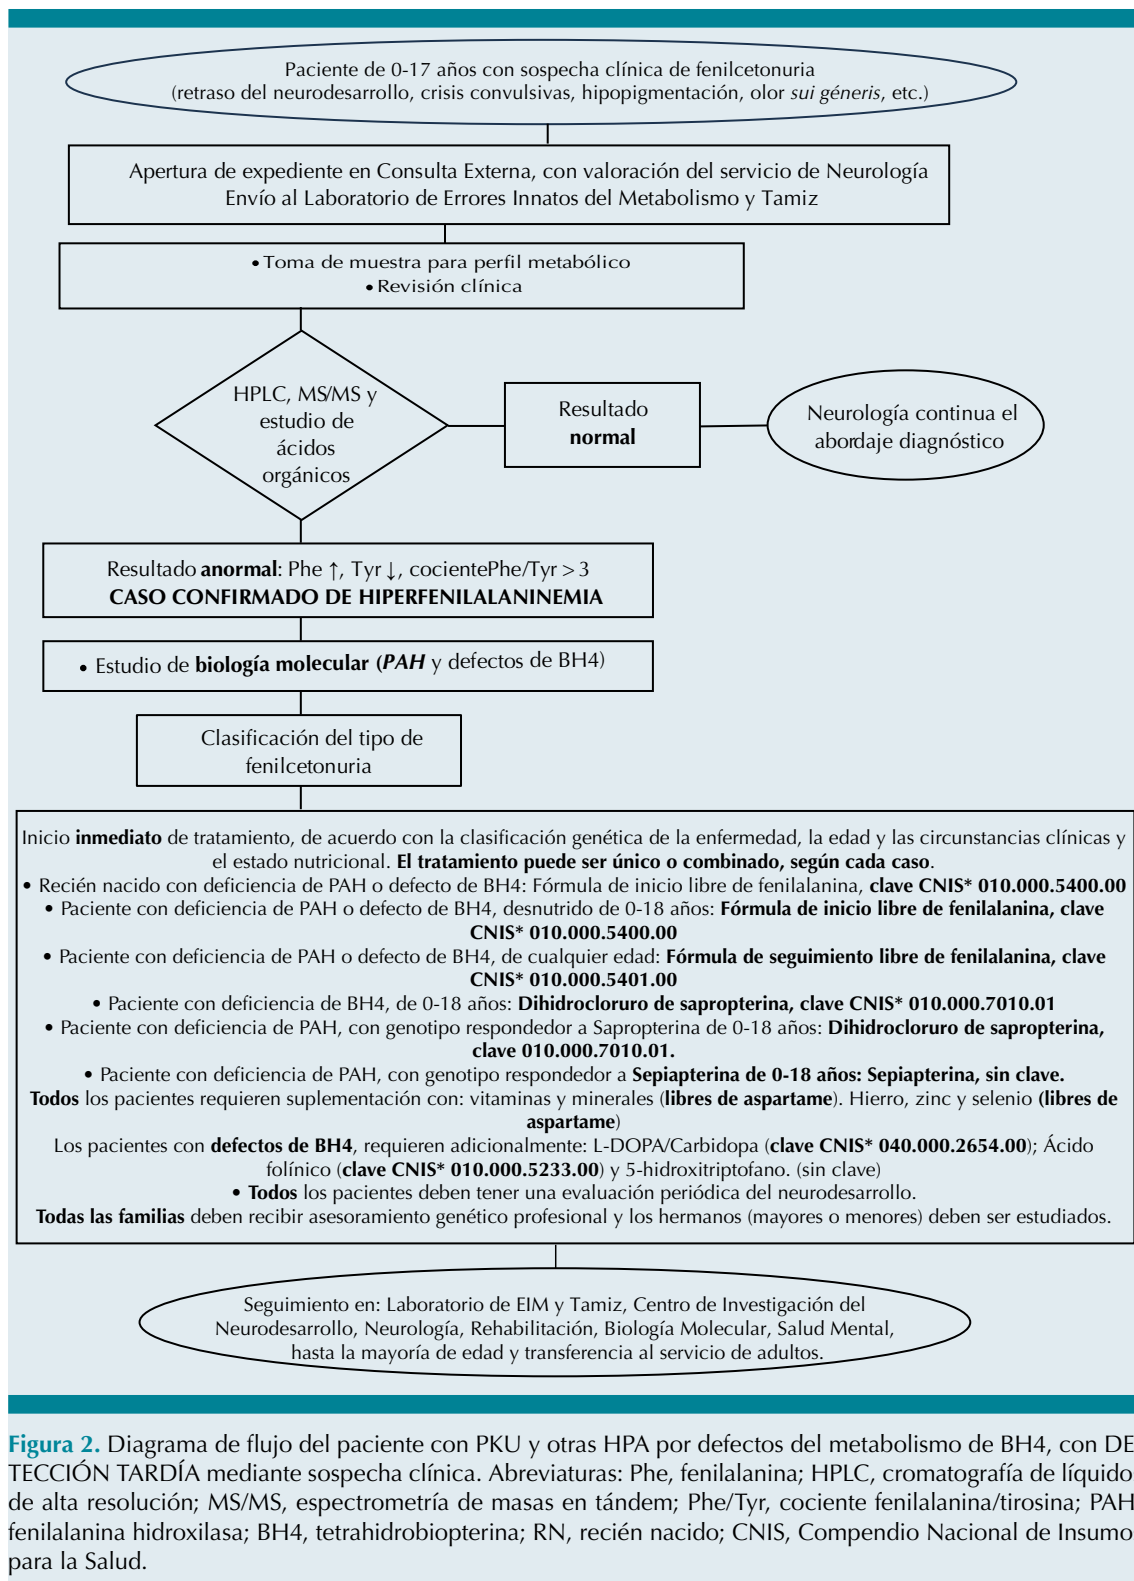 Paciente de 0-17 años con sospecha clínica de fenilcetonuria
(retraso del neurodesarrollo, crisis convulsivas, hipopigmentación, olor sui géneris, etc.)
Apertura de expediente en Consulta Externa, con valoración del servicio de Neurología
Envío al Laboratorio de Errores Innatos del Metabolismo y Tamiz
• Toma de muestra para perfil metabólico
• Revisión clínica
HPLC, MS/MS y
estudio de
ácidos
orgánicos
Resultado
normal
Neurología continua el
abordaje diagnóstico
Resultado anormal: Phe ↑, Tyr ↓, cocientePhe/Tyr > 3
CASO CONFIRMADO DE HIPERFENILALANINEMIA
• Estudio de biología molecular (PAH y defectos de BH4)
Clasificación del tipo de
fenilcetonuria
Inicio inmediato de tratamiento, de acuerdo con la clasificación genética de la enfermedad, la edad y las circunstancias clínicas y
el estado nutricional. El tratamiento puede ser único o combinado, según cada caso.
• Recién nacido con deficiencia de PAH o defecto de BH4: Fórmula de inicio libre de fenilalanina, clave CNIS* 010.000.5400.00
• Paciente con deficiencia de PAH o defecto de BH4, desnutrido de 0-18 años: Fórmula de inicio libre de fenilalanina, clave
CNIS* 010.000.5400.00
• Paciente con deficiencia de PAH o defecto de BH4, de cualquier edad: Fórmula de seguimiento libre de fenilalanina, clave
CNIS* 010.000.5401.00
• Paciente con deficiencia de BH4, de 0-18 años: Dihidrocloruro de sapropterina, clave CNIS* 010.000.7010.01
• Paciente con deficiencia de PAH, con genotipo respondedor a Sapropterina de 0-18 años: Dihidrocloruro de sapropterina,
clave 010.000.7010.01.
• Paciente con deficiencia de PAH, con genotipo respondedor a Sepiapterina de 0-18 años: Sepiapterina, sin clave.
Todos los pacientes requieren suplementación con: vitaminas y minerales (libres de aspartame). Hierro, zinc y selenio (libres de
aspartame)
Los pacientes con defectos de BH4, requieren adicionalmente: L-DOPA/Carbidopa (clave CNIS* 040.000.2654.00); Ácido
folínico (clave CNIS* 010.000.5233.00) y 5-hidroxitriptofano. (sin clave)
• Todos los pacientes deben tener una evaluación periódica del neurodesarrollo.
Todas las familias deben recibir asesoramiento genético profesional y los hermanos (mayores o menores) deben ser estudiados.
Seguimiento en: Laboratorio de EIM y Tamiz, Centro de Investigación del
Neurodesarrollo, Neurología, Rehabilitación, Biología Molecular, Salud Mental,
hasta la mayoría de edad y transferencia al servicio de adultos.
Figura 2. Diagrama de flujo del paciente con PKU y otras HPA por defectos del metabolismo de BH4, con DE
TECCIÓN TARDÍA mediante sospecha clínica. Abreviaturas: Phe, fenilalanina; HPLC, cromatografía de líquido
de alta resolución; MS/MS, espectrometría de masas en tándem; Phe/Tyr, cociente fenilalanina/tirosina; PAH
fenilalanina hidroxilasa; BH4, tetrahidrobiopterina; RN, recién nacido; CNIS, Compendio Nacional de Insumo
para la Salud.